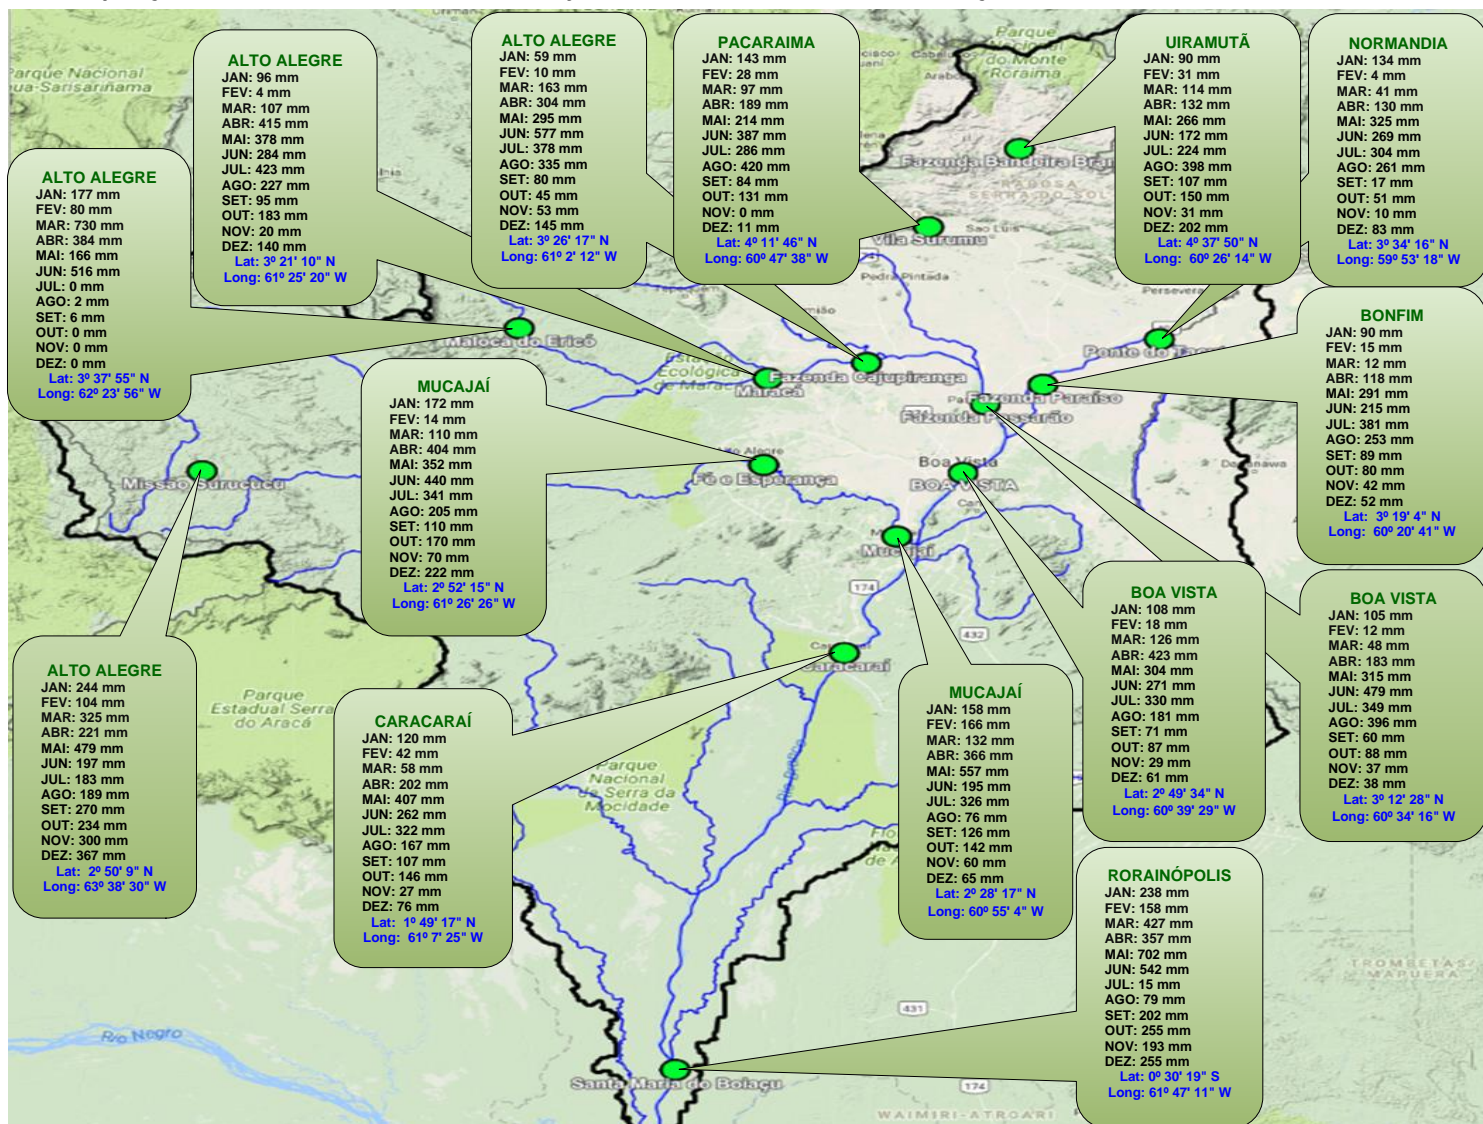 ALTO ALEGRE
JAN: 177 mm
FEV: 80 mm
MAR: 730 mm
ABR: 384 mm
MAI: 166 mm
JUN: 516 mm
JUL: 0 mm
AGO: 2 mm
SET: 6 mm
OUT: 0 mm
NOV: 0 mm
DEZ: 0 mm
Lat: 3º 37' 55" N
Long: 62º 23' 56" W
ALTO ALEGRE
JAN: 96 mm
FEV: 4 mm
MAR: 107 mm
ABR: 415 mm
MAI: 378 mm
JUN: 284 mm
JUL: 423 mm
AGO: 227 mm
SET: 95 mm
OUT: 183 mm
NOV: 20 mm
DEZ: 140 mm
Lat: 3º 21' 10" N
Long: 61º 25' 20" W
ALTO ALEGRE
JAN: 59 mm
FEV: 10 mm
MAR: 163 mm
ABR: 304 mm
MAI: 295 mm
JUN: 577 mm
JUL: 378 mm
AGO: 335 mm
SET: 80 mm
OUT: 45 mm
NOV: 53 mm
DEZ: 145 mm
Lat: 3º 26' 17" N
Long: 61º 2' 12" W
PACARAIMA
JAN: 143 mm
FEV: 28 mm
MAR: 97 mm
ABR: 189 mm
MAI: 214 mm
JUN: 387 mm
JUL: 286 mm
AGO: 420 mm
SET: 84 mm
OUT: 131 mm
NOV: 0 mm
DEZ: 11 mm
Lat: 4º 11' 46" N
Long: 60º 47' 38" W
UIRAMUTÃ
JAN: 90 mm
FEV: 31 mm
MAR: 114 mm
ABR: 132 mm
MAI: 266 mm
JUN: 172 mm
JUL: 224 mm
AGO: 398 mm
SET: 107 mm
OUT: 150 mm
NOV: 31 mm
DEZ: 202 mm
Lat: 4º 37' 50" N
Long: 60º 26' 14" W
NORMANDIA
JAN: 134 mm
FEV: 4 mm
MAR: 41 mm
ABR: 130 mm
MAI: 325 mm
JUN: 269 mm
JUL: 304 mm
AGO: 261 mm
SET: 17 mm
OUT: 51 mm
NOV: 10 mm
DEZ: 83 mm
Lat: 3º 34' 16" N
Long: 59º 53' 18" W
BONFIM
JAN: 90 mm
FEV: 15 mm
MAR: 12 mm
ABR: 118 mm
MAI: 291 mm
JUN: 215 mm
JUL: 381 mm
AGO: 253 mm
SET: 89 mm
OUT: 80 mm
NOV: 42 mm
DEZ: 52 mm
Lat: 3º 19' 4" N
Long: 60º 20' 41" W
MUCAJAÍ
JAN: 172 mm
FEV: 14 mm
MAR: 110 mm
ABR: 404 mm
MAI: 352 mm
JUN: 440 mm
JUL: 341 mm
AGO: 205 mm
SET: 110 mm
OUT: 170 mm
NOV: 70 mm
DEZ: 222 mm
Lat: 2º 52' 15" N
Long: 61º 26' 26" W
ALTO ALEGRE
JAN: 244 mm
FEV: 104 mm
MAR: 325 mm
ABR: 221 mm
MAI: 479 mm
JUN: 197 mm
JUL: 183 mm
AGO: 189 mm
SET: 270 mm
OUT: 234 mm
NOV: 300 mm
DEZ: 367 mm
Lat: 2º 50' 9" N
Long: 63º 38' 30" W
CARACARAÍ
JAN: 120 mm
FEV: 42 mm
MAR: 58 mm
ABR: 202 mm
MAI: 407 mm
JUN: 262 mm
JUL: 322 mm
AGO: 167 mm
SET: 107 mm
OUT: 146 mm
NOV: 27 mm
DEZ: 76 mm
Lat: 1º 49' 17" N
Long: 61º 7' 25" W
MUCAJAÍ
JAN: 158 mm
FEV: 166 mm
MAR: 132 mm
ABR: 366 mm
MAI: 557 mm
JUN: 195 mm
JUL: 326 mm
AGO: 76 mm
SET: 126 mm
OUT: 142 mm
NOV: 60 mm
DEZ: 65 mm
Lat: 2º 28' 17" N
Long: 60º 55' 4" W
BOA VISTA
JAN: 108 mm
FEV: 18 mm
MAR: 126 mm
ABR: 423 mm
MAI: 304 mm
JUN: 271 mm
JUL: 330 mm
AGO: 181 mm
SET: 71 mm
OUT: 87 mm
NOV: 29 mm
DEZ: 61 mm
Lat: 2º 49' 34" N
Long: 60º 39' 29" W
BOA VISTA
JAN: 105 mm
FEV: 12 mm
MAR: 48 mm
ABR: 183 mm
MAI: 315 mm
JUN: 479 mm
JUL: 349 mm
AGO: 396 mm
SET: 60 mm
OUT: 88 mm
NOV: 37 mm
DEZ: 38 mm
Lat: 3º 12' 28" N
Long: 60º 34' 16" W
RORAINÓPOLIS
JAN: 238 mm
FEV: 158 mm
MAR: 427 mm
ABR: 357 mm
MAI: 702 mm
JUN: 542 mm
JUL: 15 mm
AGO: 79 mm
SET: 202 mm
OUT: 255 mm
NOV: 193 mm
DEZ: 255 mm
Lat: 0º 30' 19" S
Long: 61º 47' 11" W
Parque Nacional
Parque
do Monte
Roraima
Vila Surumu
Sao Luis
Pedra Pintada
Maloca do Ericó
Ecológica
Maracá
Fazenda Cajupiranga
Fazenda Paraíso
Fazenda Passarão
Missão Surucucu
Fé e Esperança
Boa Vista
BOA VISTA
Mucajaí
174
432
Caracaraí
Parque
Estadual Serra
do Aracá
Parque
Nacional
da Serra da
Mocidade
Rio Branco
Rio Negro
431
174
Santa Maria do Boiaçu
TROMBETAS/
MAPUERA
WAIMIRI-ATROARI